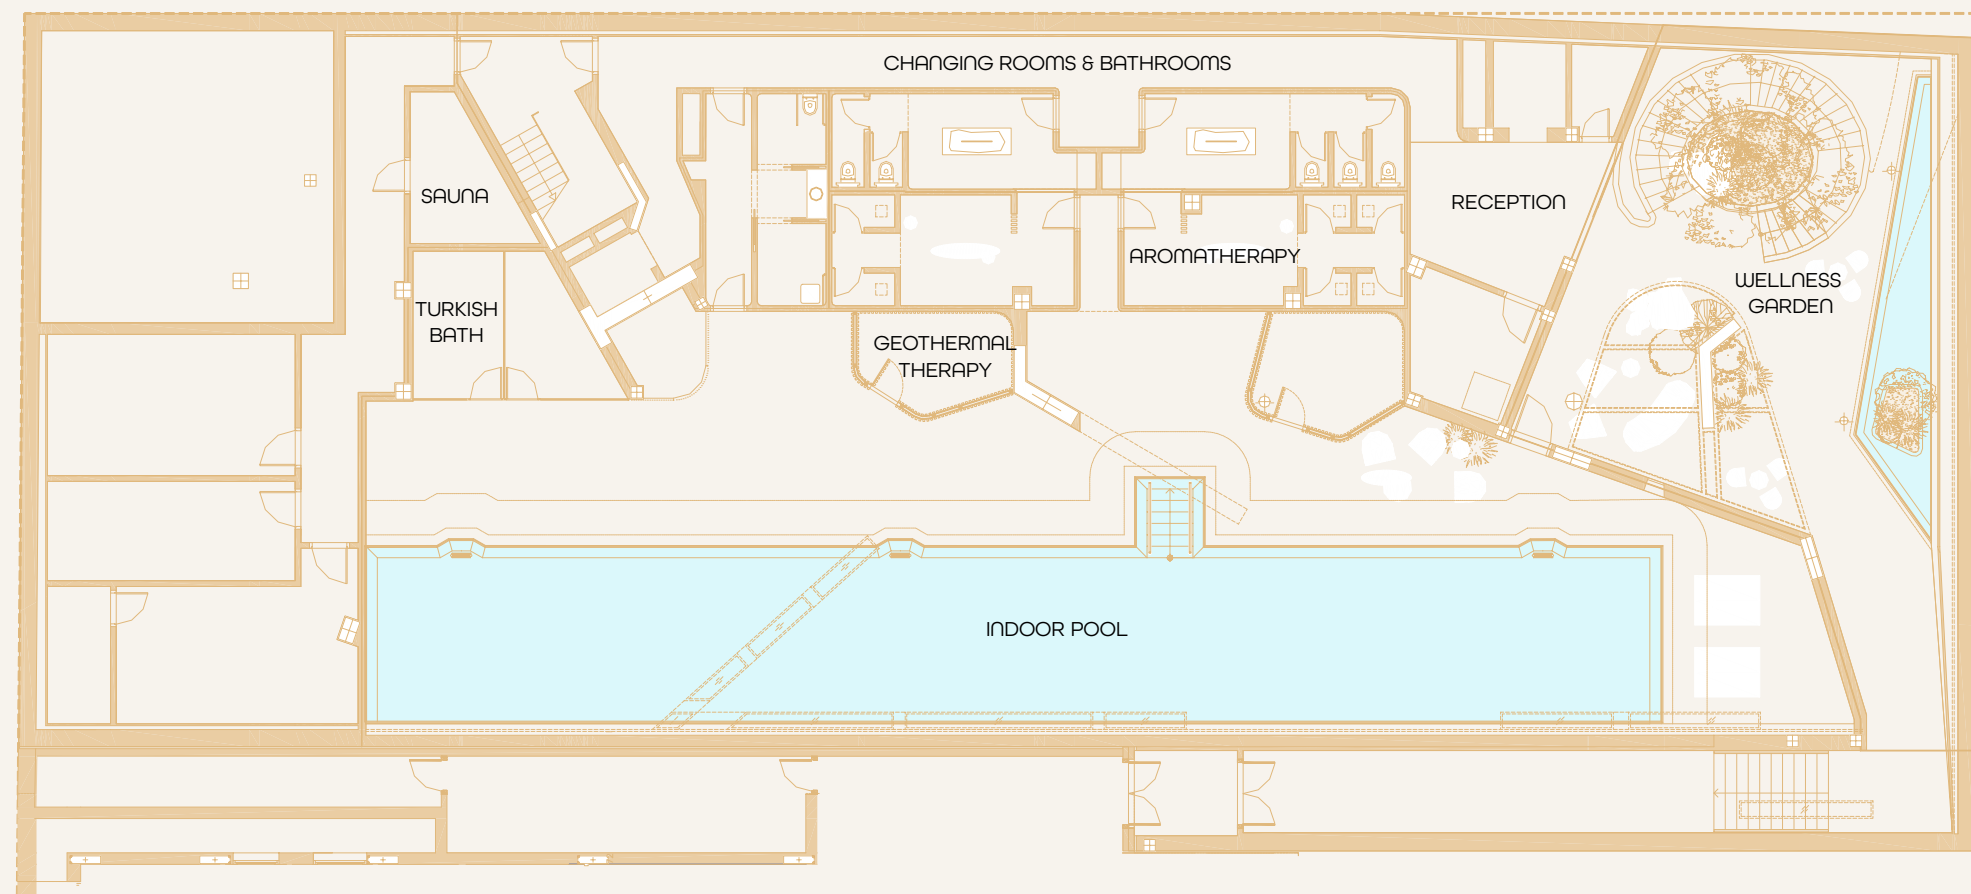 CHANGING ROOMS & BATHROOMS
SAUNA
RECEPTION
AROMATHERAPY
WELLNESS
GARDEN
TURKISH
BATH
GEOTHERMAL
THERAPY
INDOOR POOL